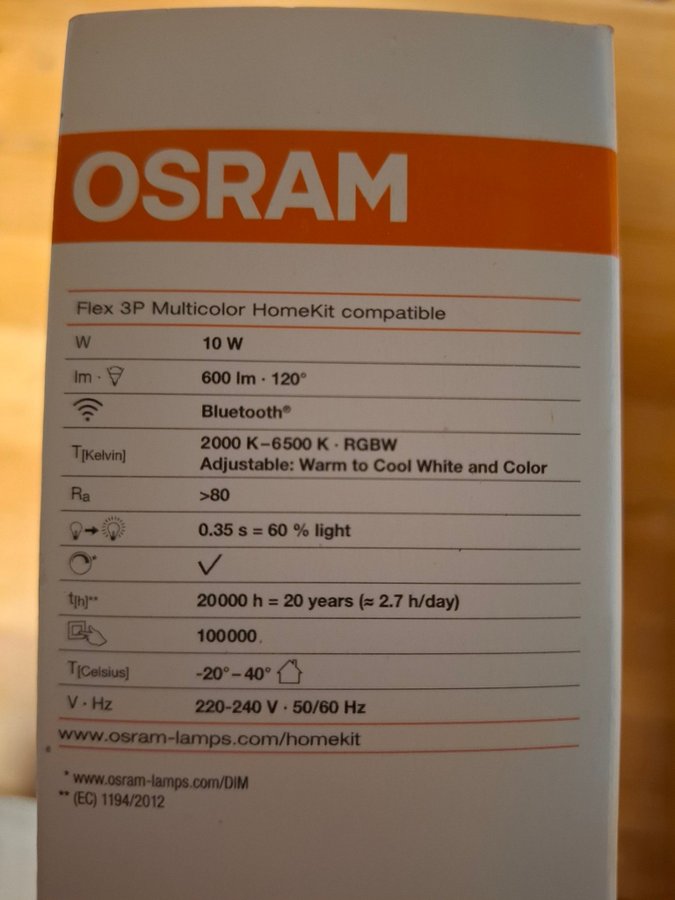 OSRAM
Flex 3P Multicolor HomeKit compatible
W 10 W
lm · 600 lm · 120°
Bluetooth®
T[Kelvin] 2000 K–6500 K · RGBW
Adjustable: Warm to Cool White and Color
Ra >80
0.35 s = 60 % light
* ✓
t[h]** 20000 h = 20 years (≈ 2.7 h/day)
100000
T[Celsius] -20° – 40°
V · Hz 220-240 V · 50/60 Hz
www.osram-lamps.com/homekit
* www.osram-lamps.com/DIM
** (EC) 1194/2012